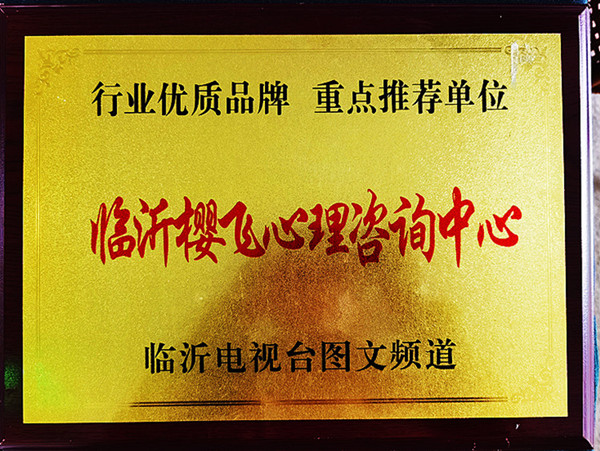 行业优质品牌 重点推荐单位
临沂樱飞心理咨询中心
临沂电视台图文频道